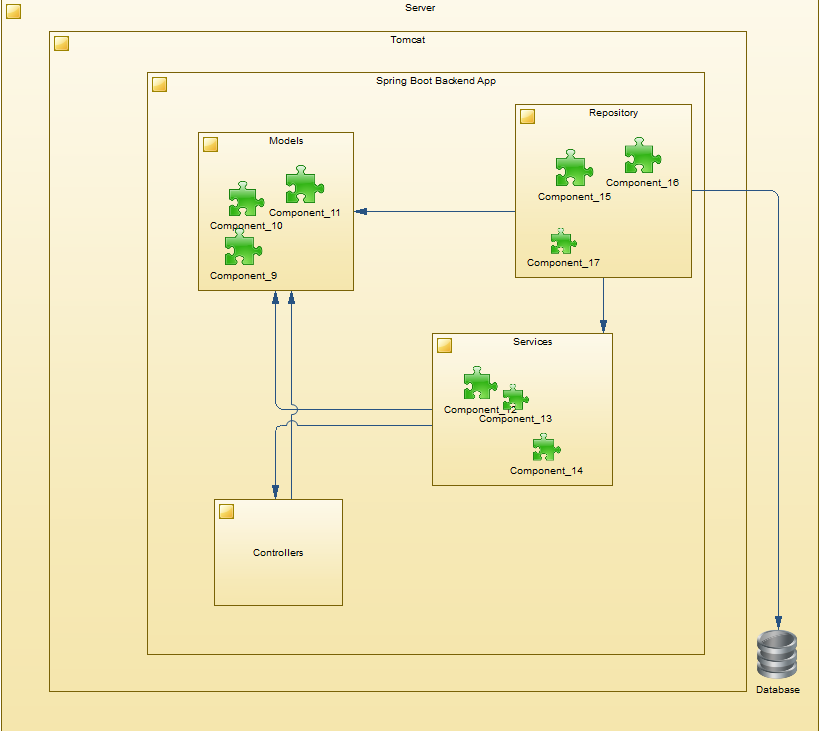 Server
Tomcat
Spring Boot Backend App
Repository
Models
Component_16
Component_15
Component_11
Component_10
Component_17
Component_9
Services
Component_12
Component_13
Component_14
Controllers
Database